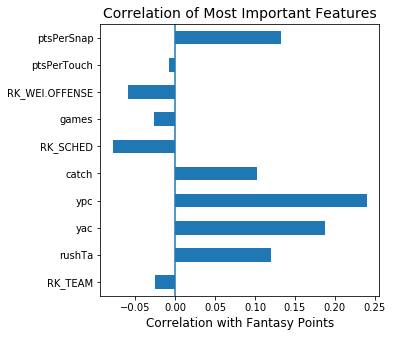 Correlation of Most Important Features
ptsPerSnap
ptsPerTouch
RK_WEI.OFFENSE
games
RK_SCHED
catch
ypc
yac
rushTa
RK_TEAM
−0.05 0.00 0.05 0.10 0.15 0.20 0.25
Correlation with Fantasy Points